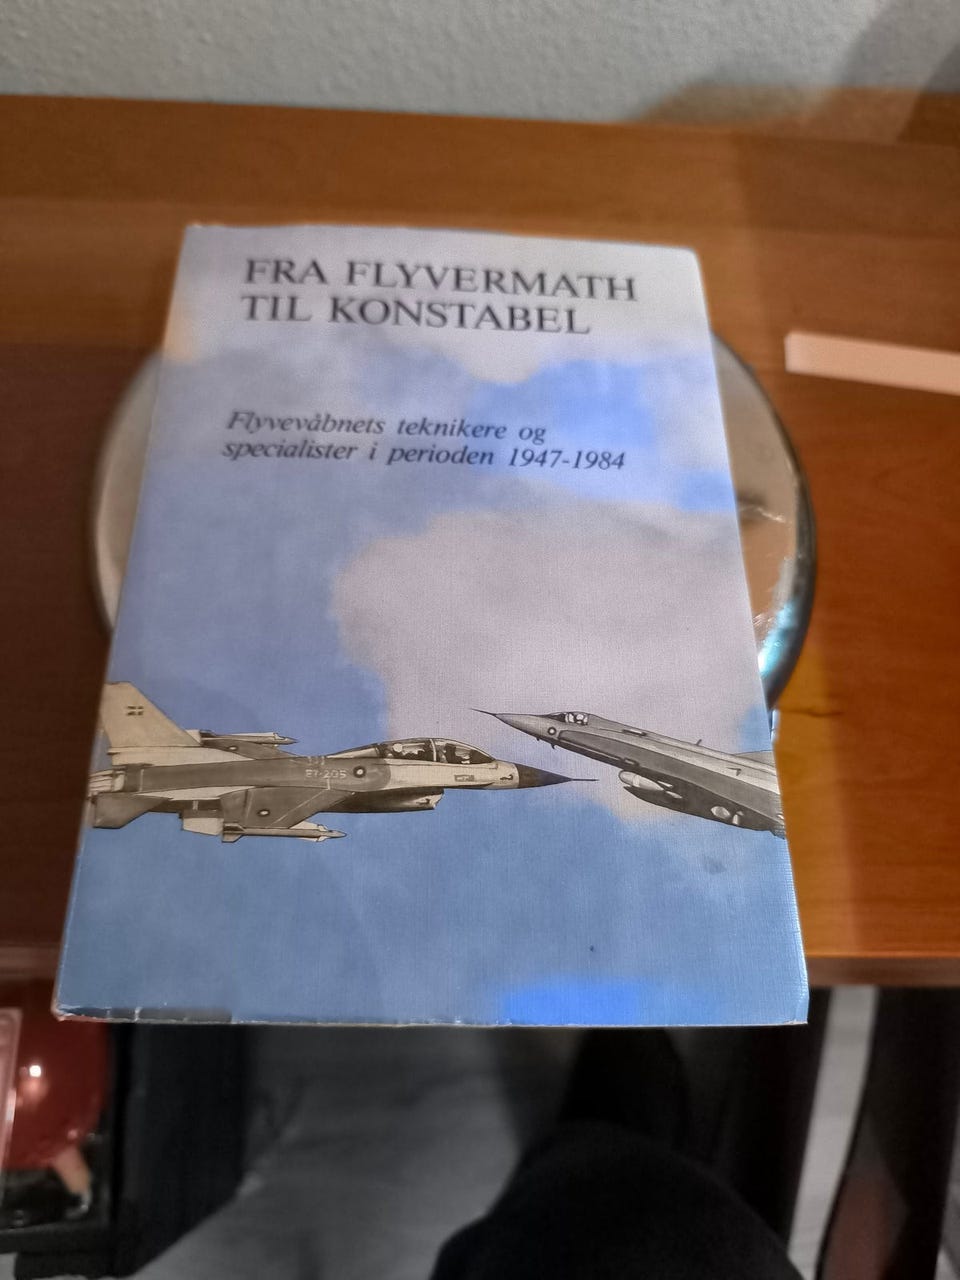 FRA FLYVERMATH
TIL KONSTABEL
Flyvevåbnets teknikere og
specialister i perioden 1947-1984
ET-205